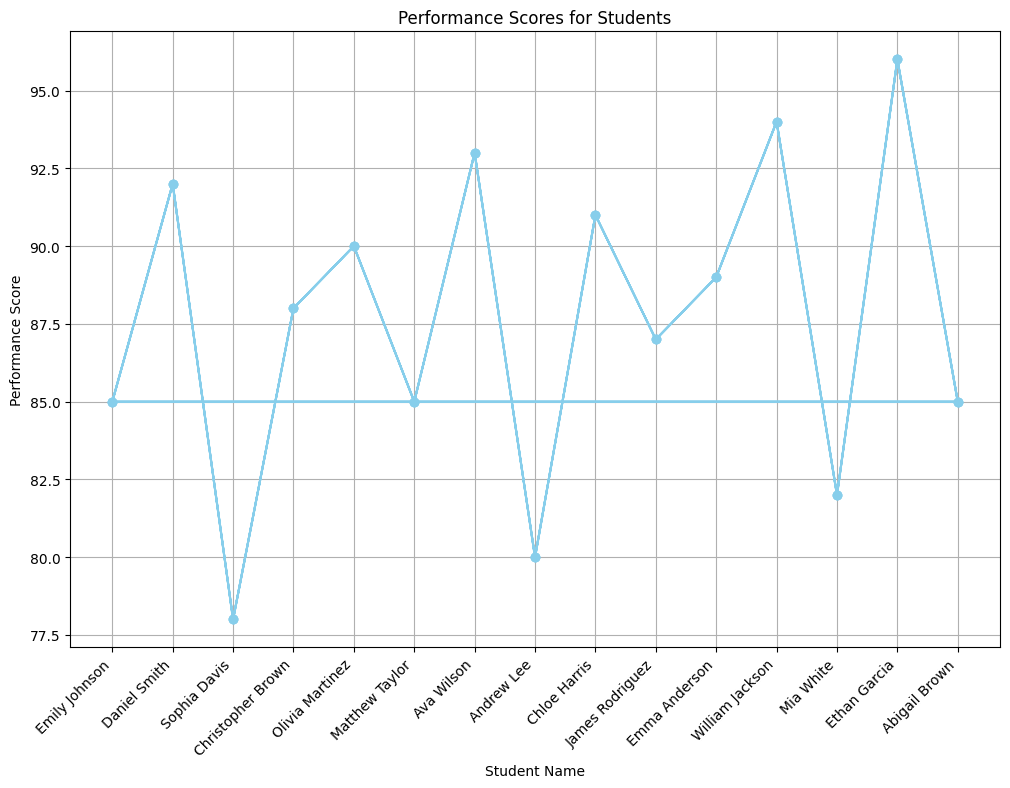 Performance Scores for Students
Performance Score
95.0
92.5
90.0
87.5
85.0
82.5
80.0
77.5
Emily Johnson
Daniel Smith
Sophia Davis
Christopher Brown
Olivia Martinez
Matthew Taylor
Ava Wilson
Andrew Lee
Chloe Harris
James Rodriguez
Emma Anderson
William Jackson
Mia White
Ethan Garcia
Abigail Brown
Student Name